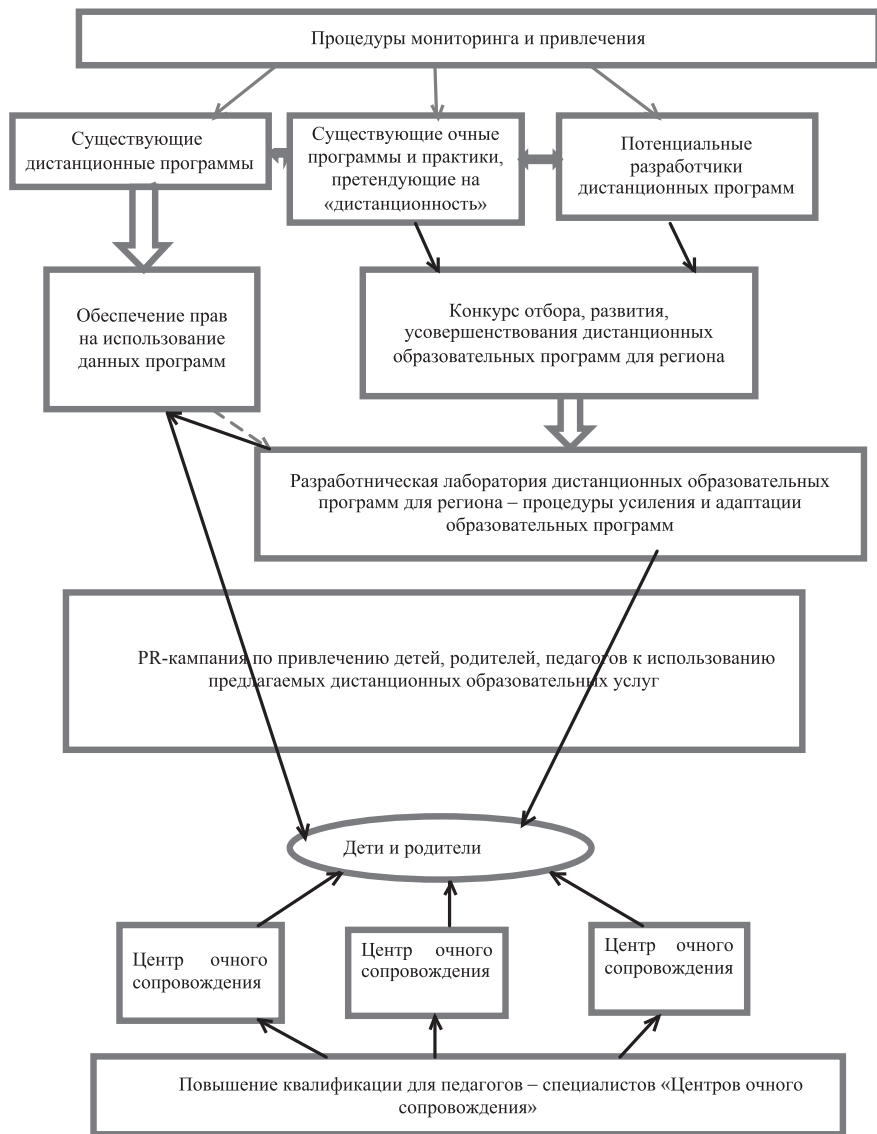 Процедуры мониторинга и привлечения
Существующие
дистанционные программы
Существующие очные
программы и практики,
претендующие на
«дистанционность»
Потенциальные
разработчики
дистанционных программ
Обеспечение прав
на использование
данных программ
Конкурс отбора, развития,
усовершенствования дистанционных
образовательных программ для региона
Разработническая лаборатория дистанционных образовательных
программ для региона – процедуры усиления и адаптации
образовательных программ
PR-кампания по привлечению детей, родителей, педагогов к использованию
предлагаемых дистанционных образовательных услуг
Дети и родители
Центр очного
сопровождения
Центр очного
сопровождения
Центр очного
сопровождения
Повышение квалификации для педагогов – специалистов «Центров очного
сопровождения»